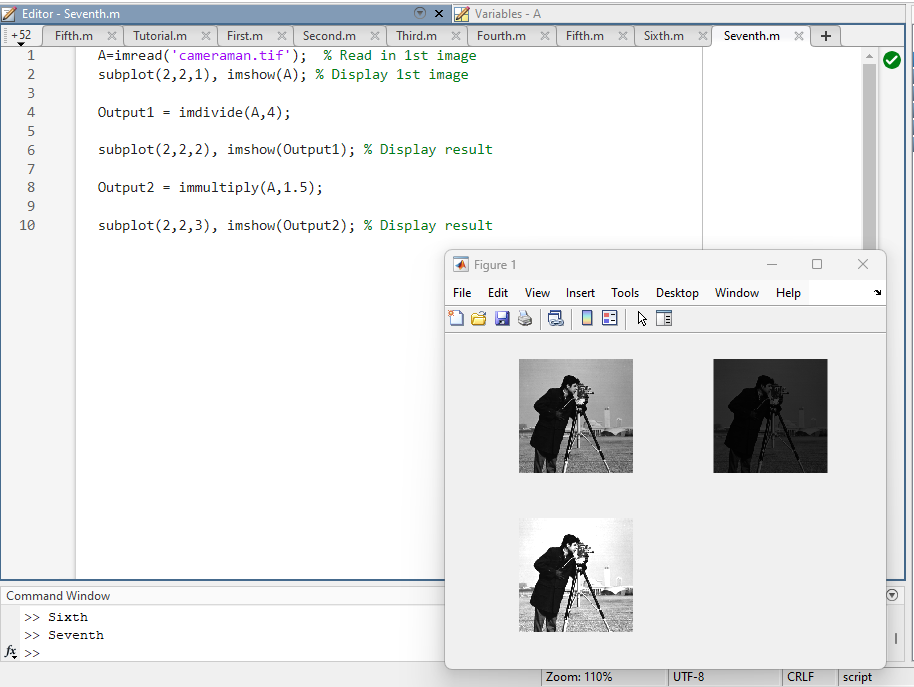 Editor - Seventh.m
Variables - A
+52 Fifth.m Tutorial.m First.m Second.m Third.m Fourth.m Fifth.m Sixth.m Seventh.m +
1 A=imread('cameraman.tif');  % Read in 1st image
2 subplot(2,2,1), imshow(A); % Display 1st image
3
4 Output1 = imdivide(A,4);
5
6 subplot(2,2,2), imshow(Output1); % Display result
7
8 Output2 = immultiply(A,1.5);
9
10 subplot(2,2,3), imshow(Output2); % Display result
Figure 1
File Edit View Insert Tools Desktop Window Help
Command Window
>> Sixth
>> Seventh
fx >>
Zoom: 110% UTF-8 CRLF script